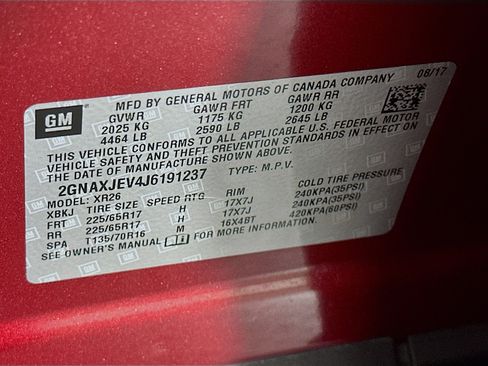 08/17
GM
MFD BY GENERAL MOTORS OF CANADA COMPANY
GVWR GAWR FRT GAWR RR
2025 KG 1175 KG 1200 KG
4464 LB 2590 LB 2645 LB
THIS VEHICLE CONFORMS TO ALL APPLICABLE U.S. FEDERAL MOTOR
VEHICLE SAFETY AND THEFT PREVENTION STANDARDS IN EFFECT ON
THE DATE OF MANUFACTURE SHOWN ABOVE.
2GNAXJEV4J6191237 TYPE: M.P.V.
MODEL: XR26
XBKJ TIRE SIZE SPEED RTG RIM COLD TIRE PRESSURE
FRT 225/65R17 H 17X7J 240KPA(35PSI)
RR 225/65R17 H 17X7J 240KPA(35PSI)
SPA T135/70R16 M 16X4BT 420KPA(60PSI)
SEE OWNER'S MANUAL FOR MORE INFORMATION.